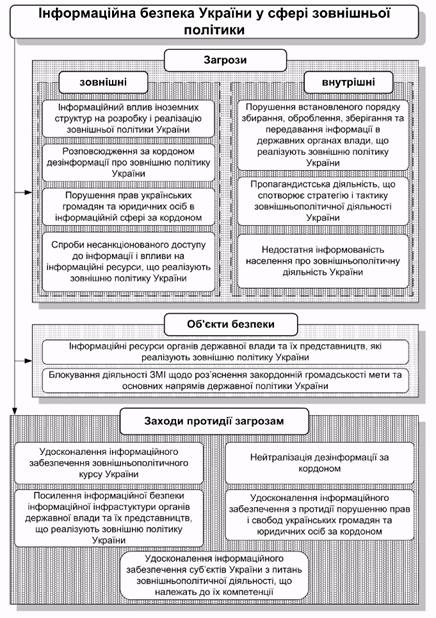 Інформаційна безпека України у сфері зовнішньої
політики
Загрози
зовнішні
Інформаційний вплив іноземних
структур на розробку і реалізацію
зовнішньої політики України
Розповсюдження за кордоном
дезінформації про зовнішню політику
України
Порушення прав українських
громадян та юридичних осіб в
інформаційній сфері за кордоном
Спроби несанкціонованого доступу
до інформації і впливи на
інформаційні ресурси, що реалізують
зовнішню політику України
внутрішні
Порушення встановленого порядку
збирання, оброблення, зберігання та
передавання інформації в
державних органах влади, що
реалізують зовнішню політику
України
Пропагандистська діяльність, що
спотворює стратегію і тактику
зовнішньополітичної діяльності
України
Недостатня інформованість
населення про зовнішньополітичну
діяльність України
Об'єкти безпеки
Інформаційні ресурси органів державної влади та їх представництв, які
реалізують зовнішню політику України
Блокування діяльності ЗМІ щодо роз'яснення закордонній громадськості мети та
основних напрямів державної політики України
Заходи протидії загрозам
Удосконалення інформаційного
забезпечення зовнішньополітичного
курсу України
Нейтралізація дезінформації за
кордоном
Посилення інформаційної безпеки
інформаційної інфрастуктури органів
державної влади та їх представництв,
що реалізують зовнішню політику
України
Удосконалення інформаційного
забезпечення з протидії порушенню прав
і свобод українських громадян та
юридичних осіб за кордоном
Удосконалення інформаційного
забезпечення суб'єктів України з питань
зовнішньополітичної діяльності, що
належать до їх компетенції